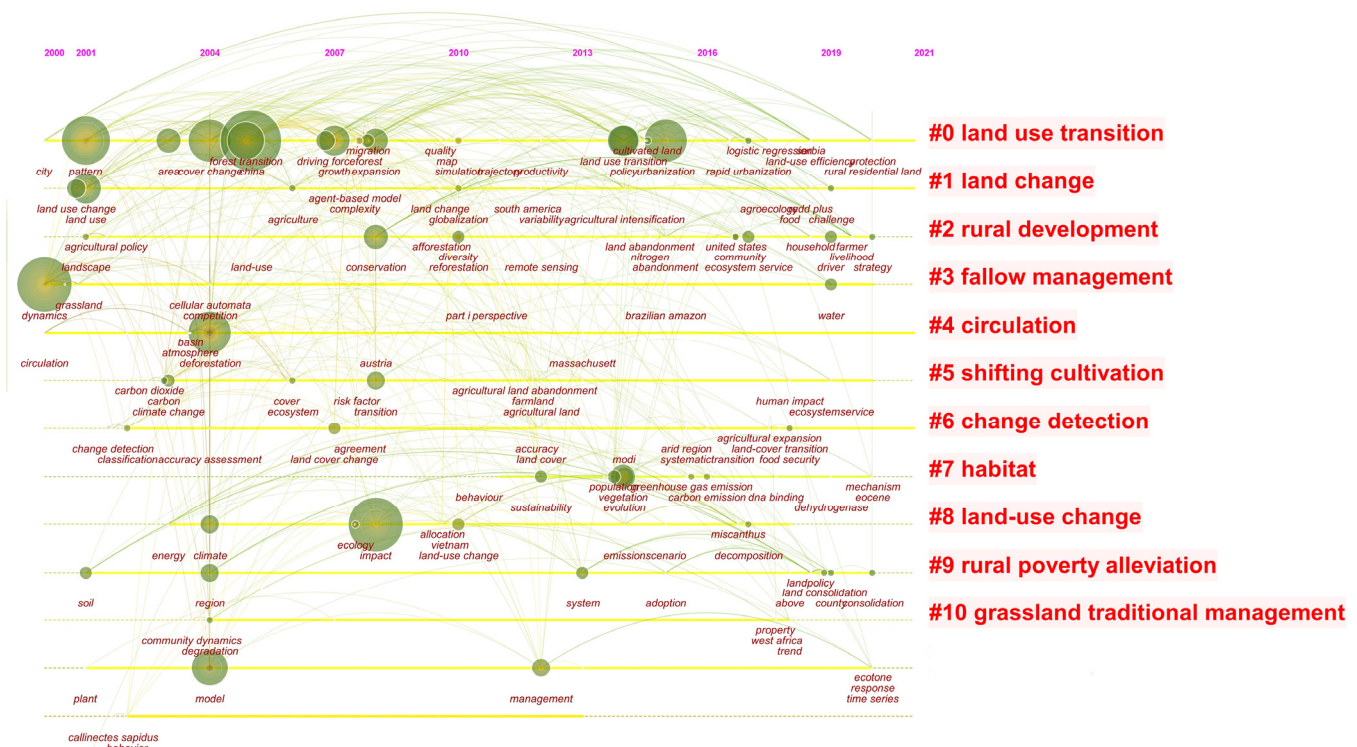 2000 2001 2004 2007 2010 2013 2016 2019 2021
#0 land use transition
migration quality cultivated land logistic regression serbia
forest transition driving force forest map land use transition land-use efficiency protection
city pattern area cover change china growth expansion simulation trajectory productivity policy urbanization rapid urbanization rural residential land
#1 land change
agent-based model
land use change complexity land change south america agroecology redd plus
land use agriculture globalization variability agricultural intensification food challenge
#2 rural development
agricultural policy afforestation land abandonment united states household farmer
diversity nitrogen community livelihood
landscape land-use conservation reforestation remote sensing abandonment ecosystem service driver strategy
#3 fallow management
grassland cellular automata
dynamics competition part i perspective brazilian amazon water
#4 circulation
basin
atmosphere
circulation deforestation austria massachusett
#5 shifting cultivation
carbon dioxide agricultural land abandonment
carbon cover risk factor farmland human impact
climate change ecosystem transition agricultural land ecosystem service
#6 change detection
agricultural expansion
change detection agreement accuracy arid region land-cover transition
classification accuracy assessment land cover change land cover modi systematic transition food security
#7 habitat
population greenhouse gas emission mechanism
behaviour vegetation carbon emission dna binding eocene
sustainability evolution dehydrogenase
#8 land-use change
allocation miscanthus
ecology vietnam
energy climate impact land-use change emission scenario decomposition
#9 rural poverty alleviation
land policy
land consolidation
soil region system adoption above county consolidation
#10 grassland traditional management
community dynamics property
degradation west africa
trend
ecotone
response
plant model management time series
callinectes sapidus
behavior